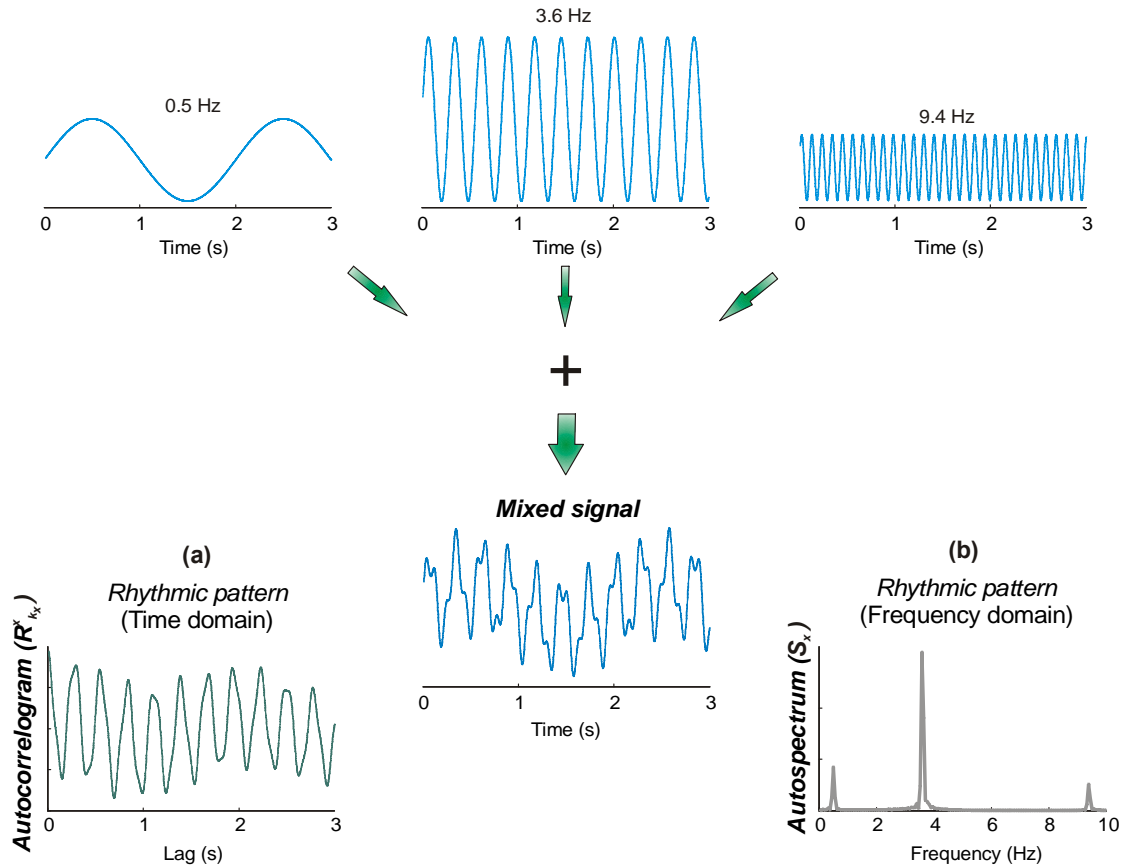 3.6 Hz
0.5 Hz
9.4 Hz
0 1 2 3
Time (s)
0 1 2 3
Time (s)
0 1 2 3
Time (s)
+
Mixed signal
0 1 2 3
Time (s)
(a)
Rhythmic pattern
(Time domain)
Autocorrelogram (Rˣκₓ)
0 1 2 3
Lag (s)
(b)
Rhythmic pattern
(Frequency domain)
Autospectrum (Sₓ)
0 2 4 6 8 10
Frequency (Hz)